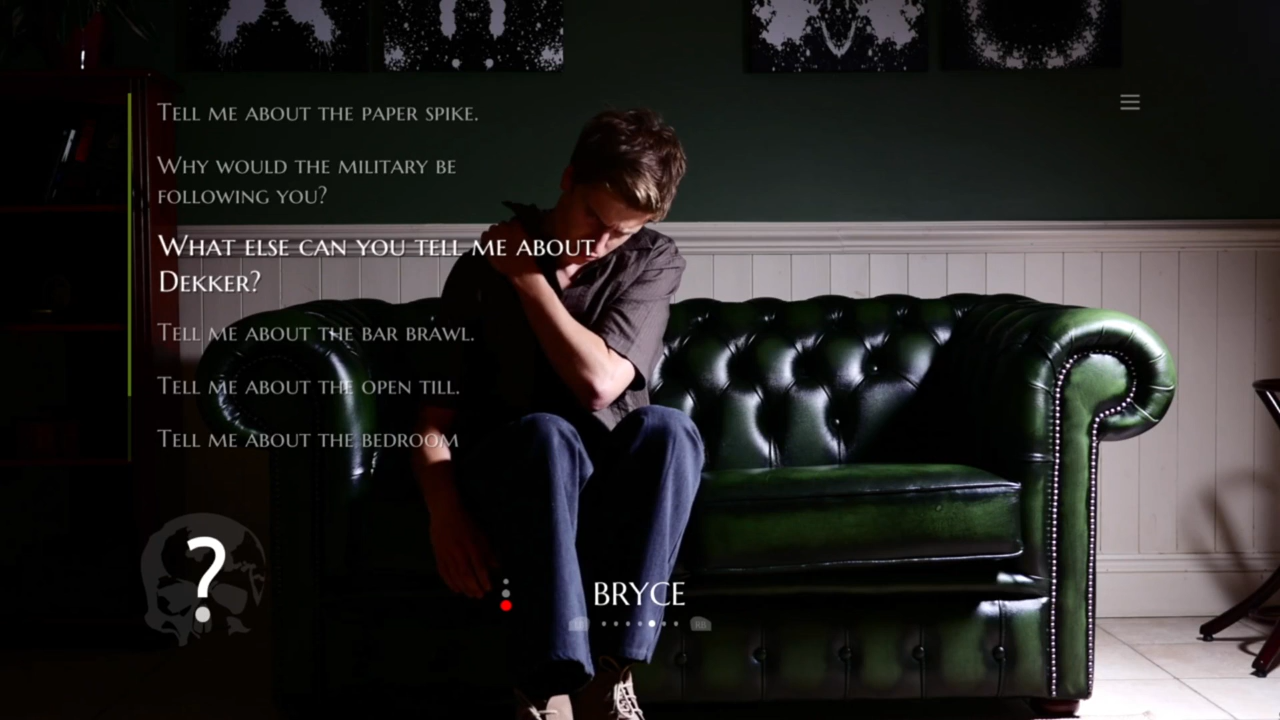 Tell me about the paper spike.
Why would the military be
following you?
What else can you tell me about
Dekker?
Tell me about the bar brawl.
Tell me about the open till.
Tell me about the bedroom
?
BRYCE
RB